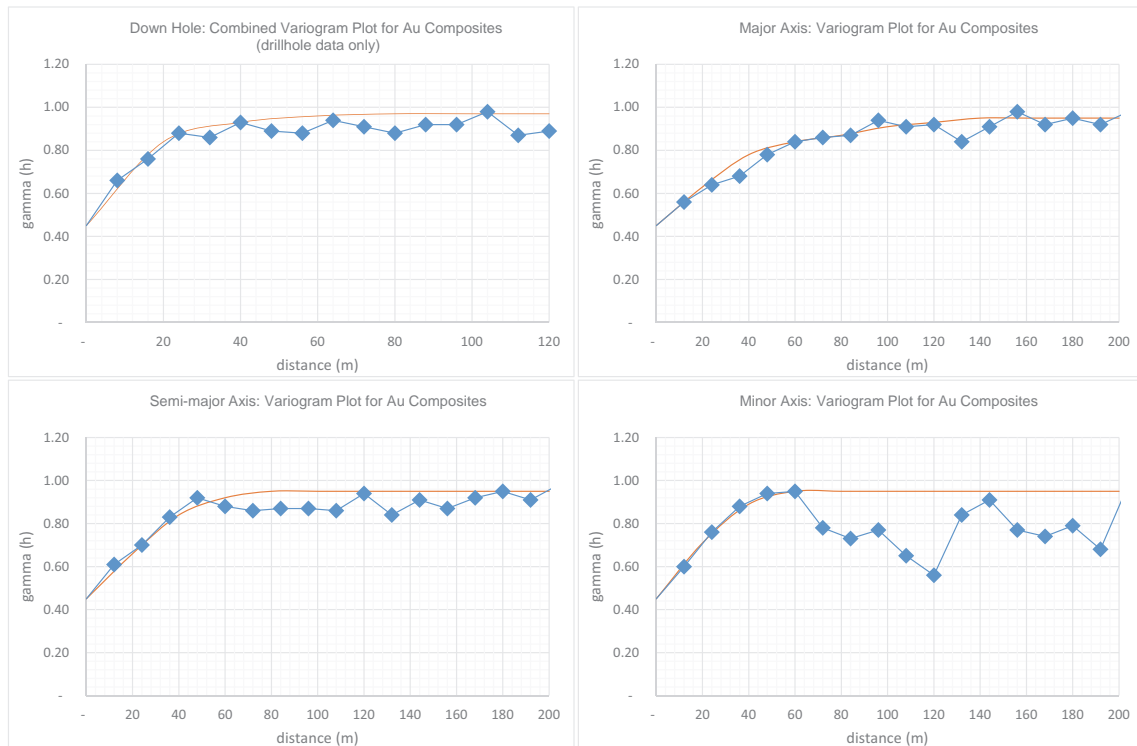 Down Hole: Combined Variogram Plot for Au Composites
(drillhole data only)
1.20
1.00
0.80
0.60
0.40
0.20
-
- 20 40 60 80 100 120
gamma (h)
distance (m)
Major Axis: Variogram Plot for Au Composites
1.20
1.00
0.80
0.60
0.40
0.20
-
- 20 40 60 80 100 120 140 160 180 200
gamma (h)
distance (m)
Semi-major Axis: Variogram Plot for Au Composites
1.20
1.00
0.80
0.60
0.40
0.20
-
- 20 40 60 80 100 120 140 160 180 200
gamma (h)
distance (m)
Minor Axis: Variogram Plot for Au Composites
1.20
1.00
0.80
0.60
0.40
0.20
-
- 20 40 60 80 100 120 140 160 180 200
gamma (h)
distance (m)